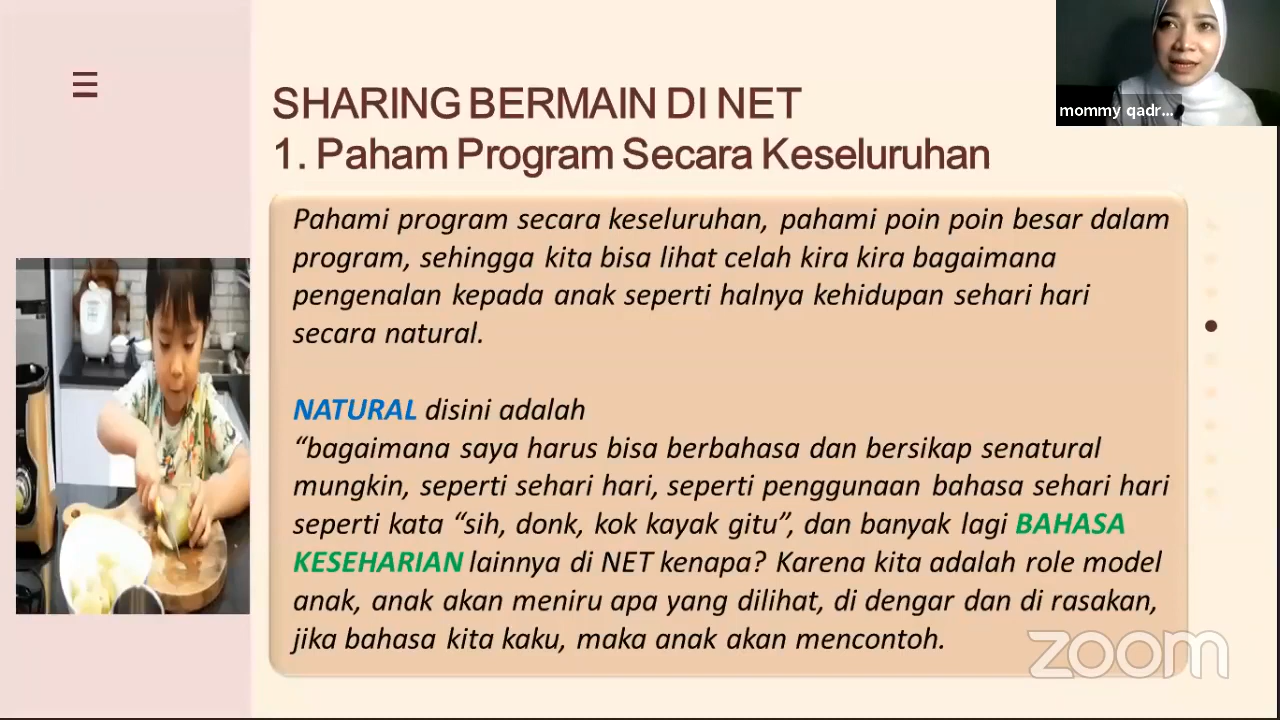 mommy qadr...
SHARING BERMAIN DI NET
1. Paham Program Secara Keseluruhan
Pahami program secara keseluruhan, pahami poin poin besar dalam
program, sehingga kita bisa lihat celah kira kira bagaimana
pengenalan kepada anak seperti halnya kehidupan sehari hari
secara natural.
NATURAL disini adalah
“bagaimana saya harus bisa berbahasa dan bersikap senatural
mungkin, seperti sehari hari, seperti penggunaan bahasa sehari hari
seperti kata “sih, donk, kok kayak gitu”, dan banyak lagi BAHASA
KESEHARIAN lainnya di NET kenapa? Karena kita adalah role model
anak, anak akan meniru apa yang dilihat, di dengar dan di rasakan,
jika bahasa kita kaku, maka anak akan mencontoh.
zoom